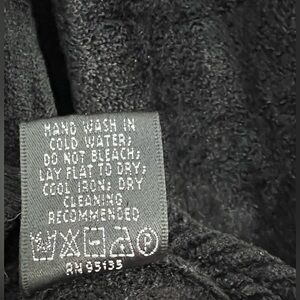 HAND WASH IN
COLD WATER;
DO NOT BLEACH;
LAY FLAT TO DRY;
COOL IRON; DRY
CLEANING
RECOMMENDED
RN 95135